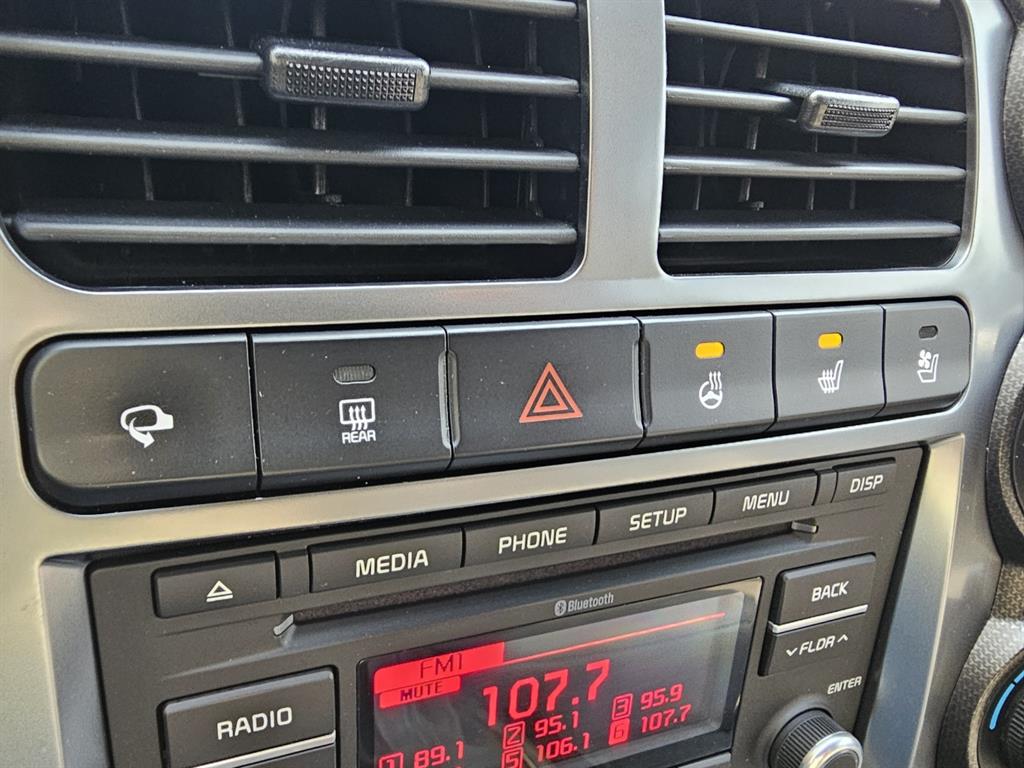 REAR
MEDIA PHONE SETUP MENU DISP
Bluetooth
BACK
FLDR
ENTER
RADIO
FM1
MUTE
107.7
1 89.1 2 95.1 3 95.9
5 106.1 6 107.7